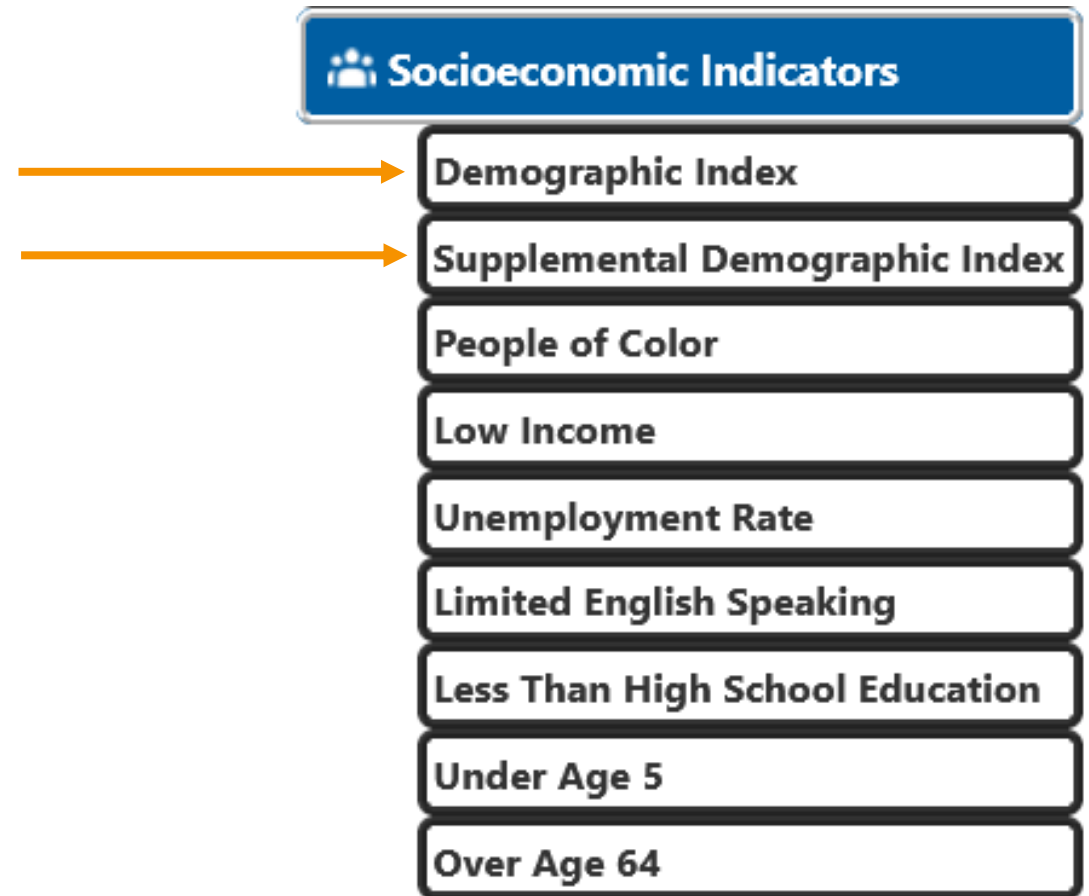 Socioeconomic Indicators
Demographic Index
Supplemental Demographic Index
People of Color
Low Income
Unemployment Rate
Limited English Speaking
Less Than High School Education
Under Age 5
Over Age 64